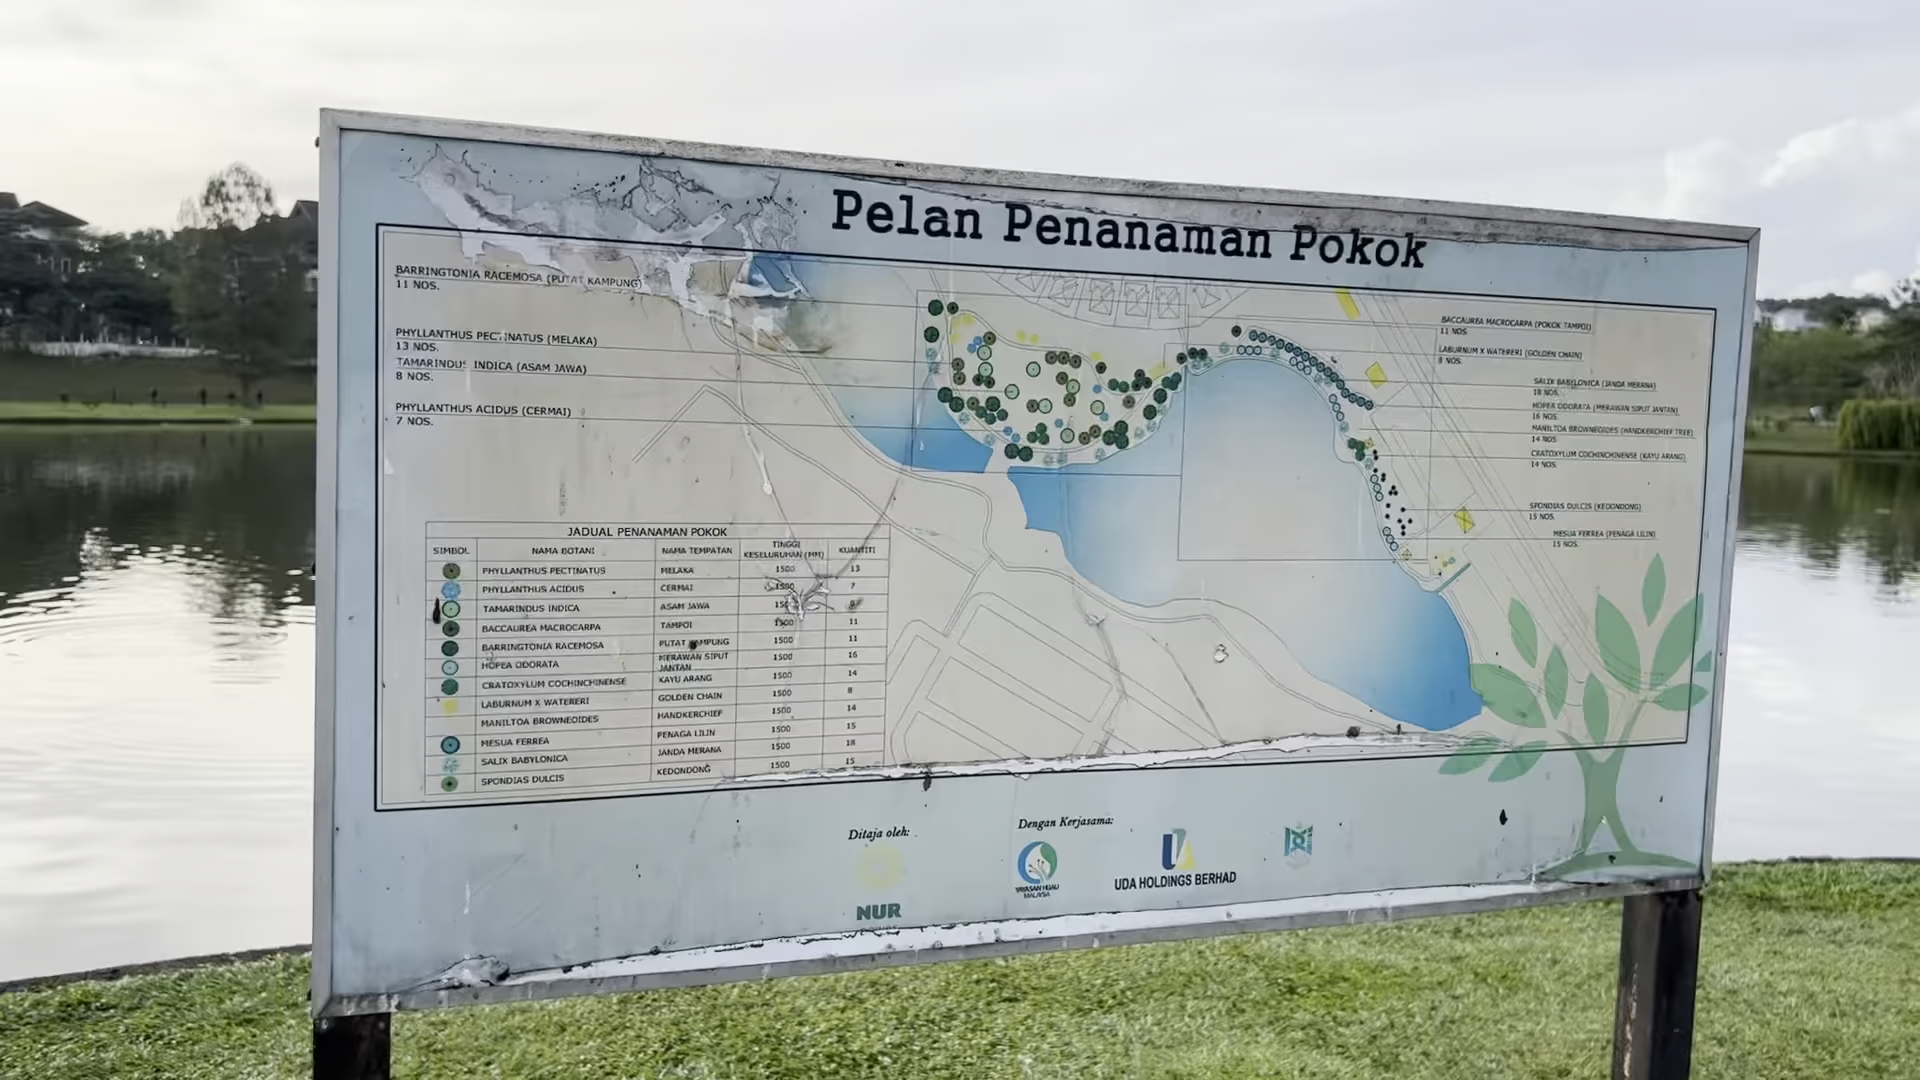 Pelan Penanaman Pokok
BARRINGTONIA RACEMOSA (PUTAT KAMPUNG)
11 NOS.
PHYLLANTHUS PECTINATUS (MELAKA)
13 NOS.
TAMARINDUS INDICA (ASAM JAWA)
8 NOS.
PHYLLANTHUS ACIDUS (CERMAI)
7 NOS.
BACCAUREA MACROCARPA (POKOK TAMPOI)
11 NOS.
LABURNUM X WATERERI (GOLDEN CHAIN)
8 NOS.
SALIX BABYLONICA (JANDA MERANA)
18 NOS.
HOPEA ODORATA (MERAWAN SIPUT JANTAN)
16 NOS.
MANILTOA BROWNEOIDES (HANDKERCHIEF TREE)
14 NOS.
CRATOXYLUM COCHINCHINENSE (KAYU ARANG)
14 NOS.
SPONDIAS DULCIS (KEDONDONG)
15 NOS.
MESUA FERREA (PENAGA LILIN)
15 NOS.
JADUAL PENANAMAN POKOK
SIMBOL NAMA BOTANI NAMA TEMPATAN TINGGI KESELURUHAN (MM) KUANTITI
PHYLLANTHUS PECTINATUS MELAKA 1500 13
PHYLLANTHUS ACIDUS CERMAI 1500 7
TAMARINDUS INDICA ASAM JAWA
BACCAUREA MACROCARPA TAMPOI 1500 11
BARRINGTONIA RACEMOSA PUTAT KAMPUNG 1500 11
HOPEA ODORATA MERAWAN SIPUT JANTAN 1500 16
CRATOXYLUM COCHINCHINENSE KAYU ARANG 1500 14
LABURNUM X WATERERI GOLDEN CHAIN 1500 8
MANILTOA BROWNEOIDES HANDKERCHIEF 1500 14
MESUA FERREA PENAGA LILIN 1500 15
SALIX BABYLONICA JANDA MERANA 1500 18
SPONDIAS DULCIS KEDONDONG 1500 15
Ditaja oleh:
NUR
Dengan Kerjasama:
YAYASAN HIJAU
MALAYSIA
UDA HOLDINGS BERHAD